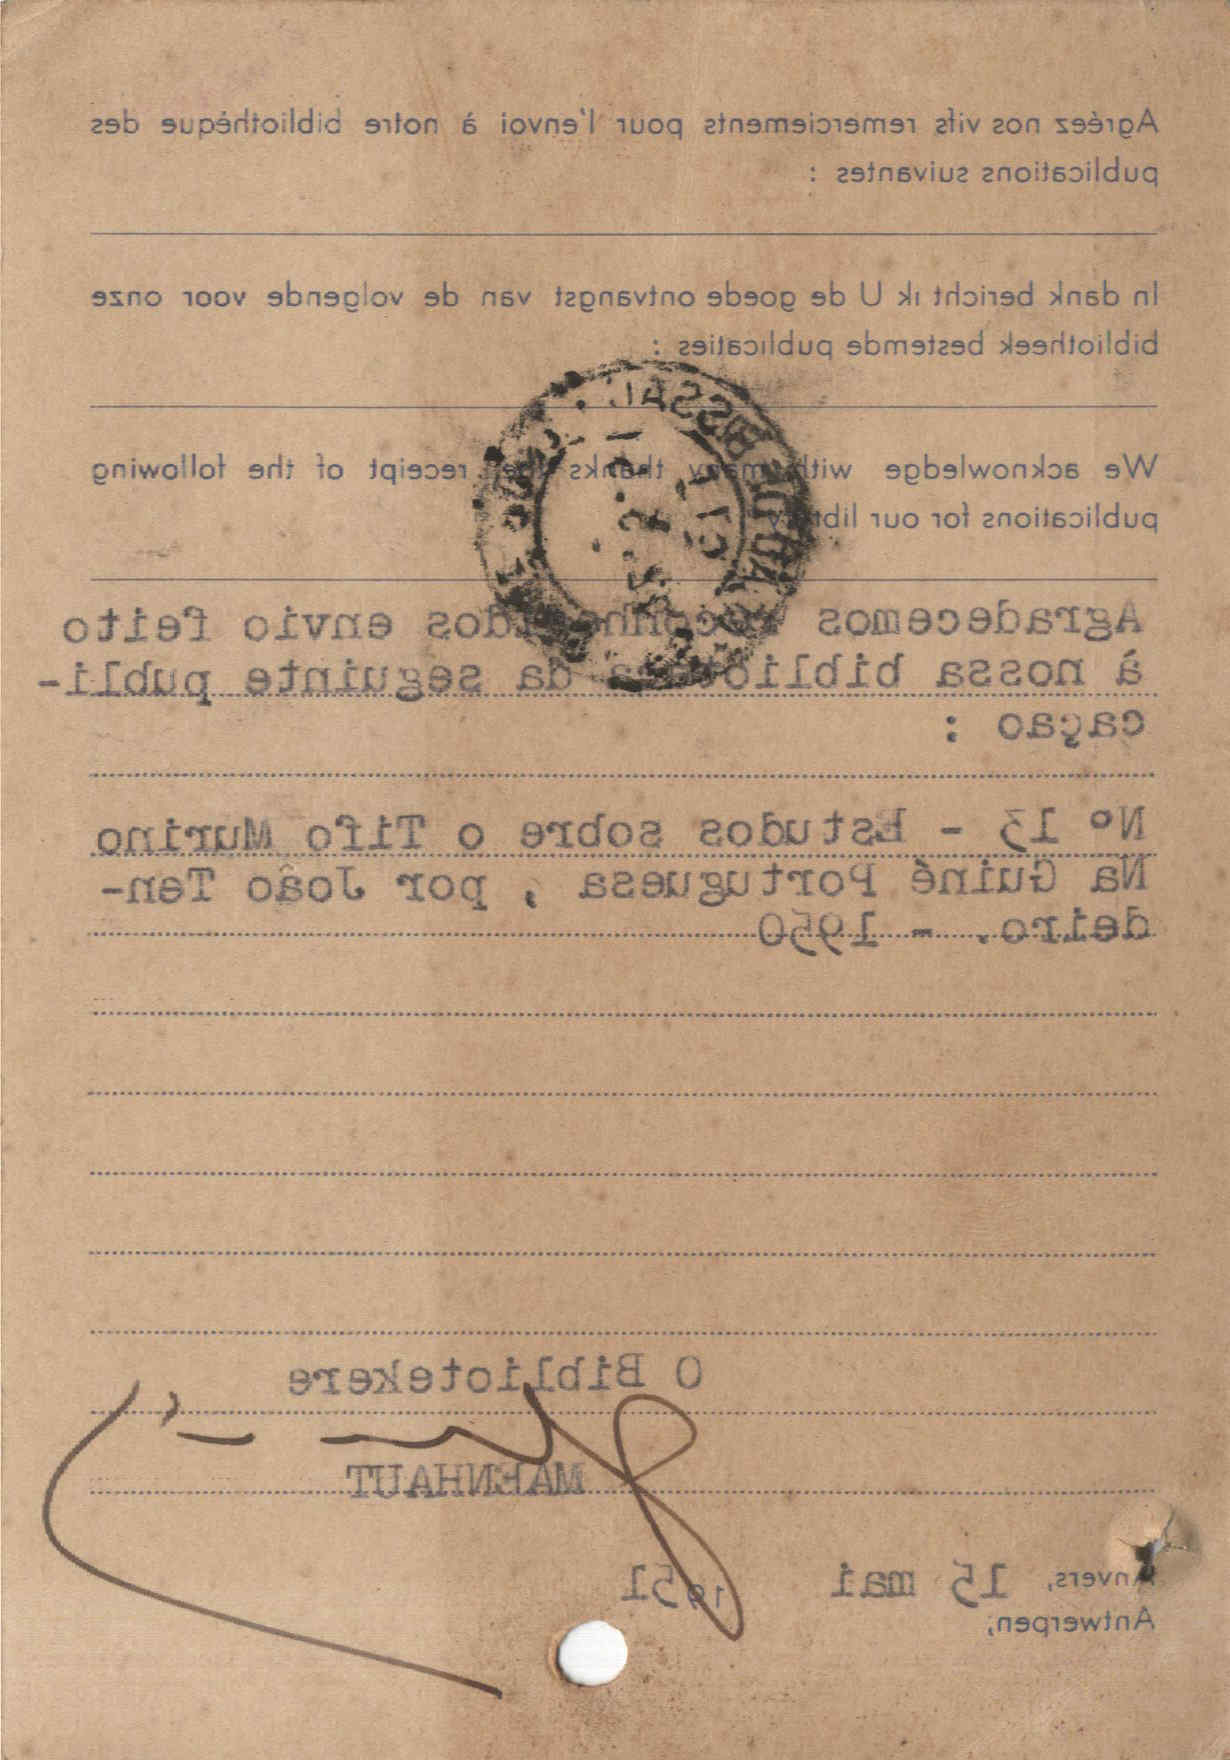 Agréez nos vifs remerciements pour l'envoi à notre bibliothèque des
publications suivantes :
In dank bericht ik U de goede ontvangst van de volgende voor onze
bibliotheek bestemde publicaties :
We acknowledge with many thanks the receipt of the following
publications for our library
BISSAU
Agradecemos envio feito
à nossa biblioteca da seguinte publi-
caçao :
Nº 13 - Estudos sobre o Tifo Murino
Na Guiné Portuguesa , por João Ten-
deiro. - 1950
O Bibliotekere
MAENHAUT
Anvers, 15 mai 1951
Antwerpen,